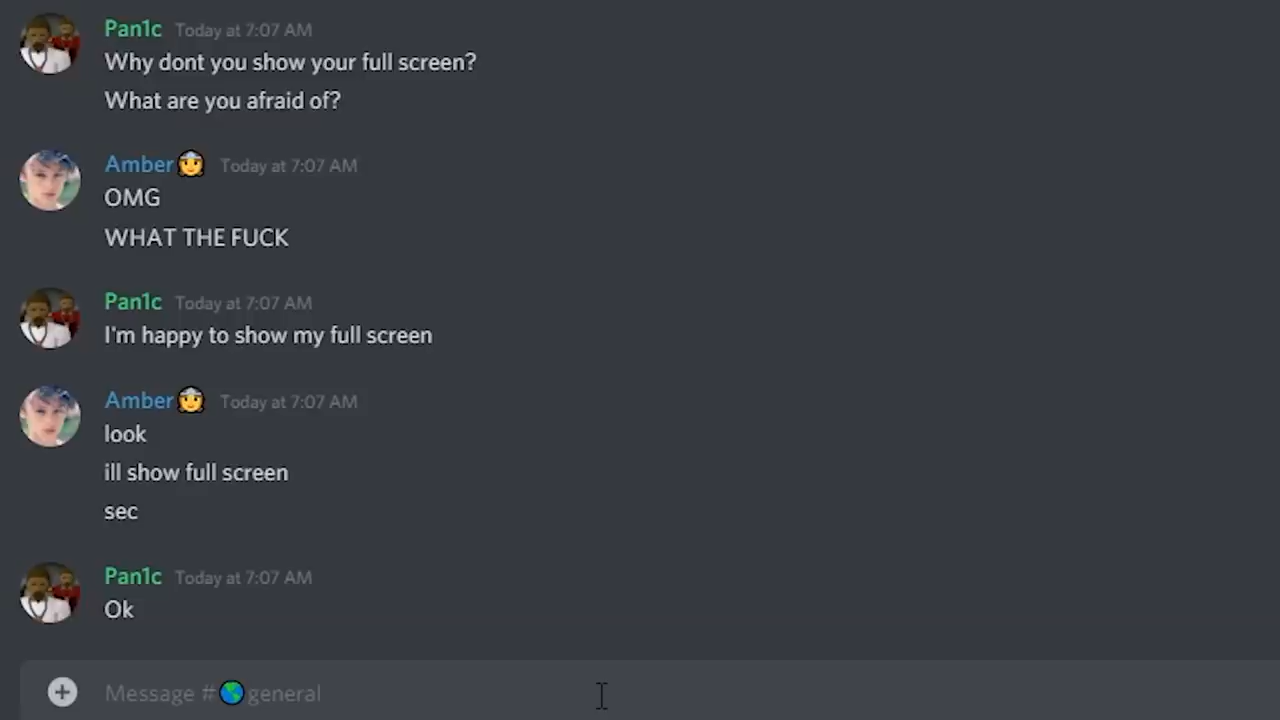 Pan1c Today at 7:07 AM
Why dont you show your full screen?
What are you afraid of?
Amber Today at 7:07 AM
OMG
WHAT THE FUCK
Pan1c Today at 7:07 AM
I'm happy to show my full screen
Amber Today at 7:07 AM
look
ill show full screen
sec
Pan1c Today at 7:07 AM
Ok
Message #🌎general